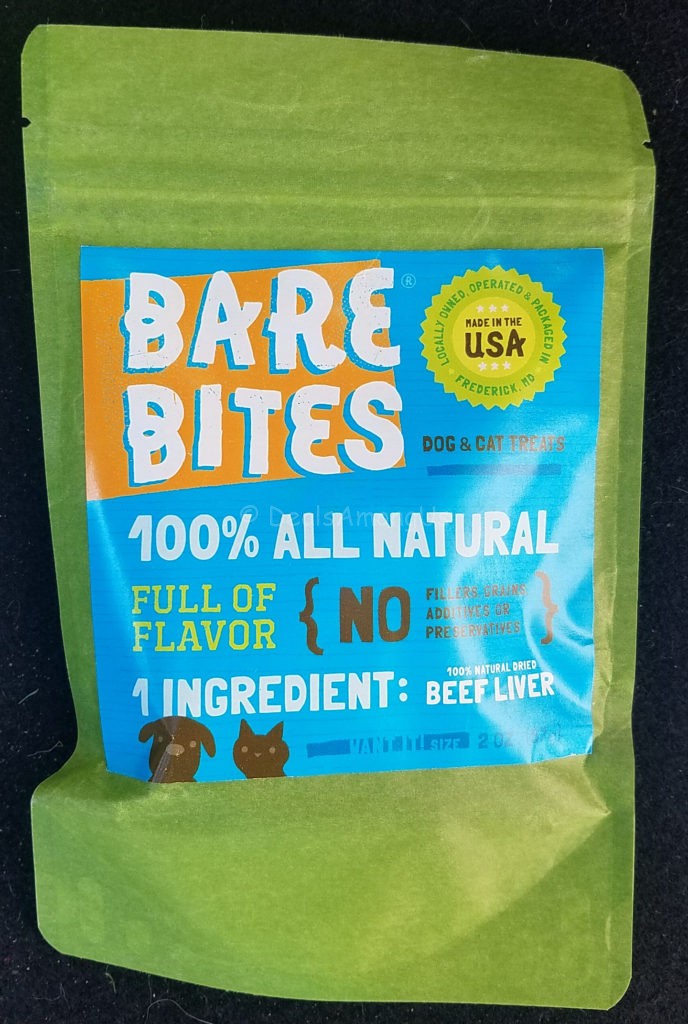 BARE
BITES®
LOCALLY OWNED, OPERATED & PACKAGED IN
MADE IN THE
USA
FREDERICK, MD
DOG & CAT TREATS
100% ALL NATURAL
FULL OF
FLAVOR
{ NO
FILLERS, GRAINS,
ADDITIVES OR
PRESERVATIVES }
1 INGREDIENT:
100% NATURAL DRIED
BEEF LIVER
WANT IT! SIZE 2 OZ